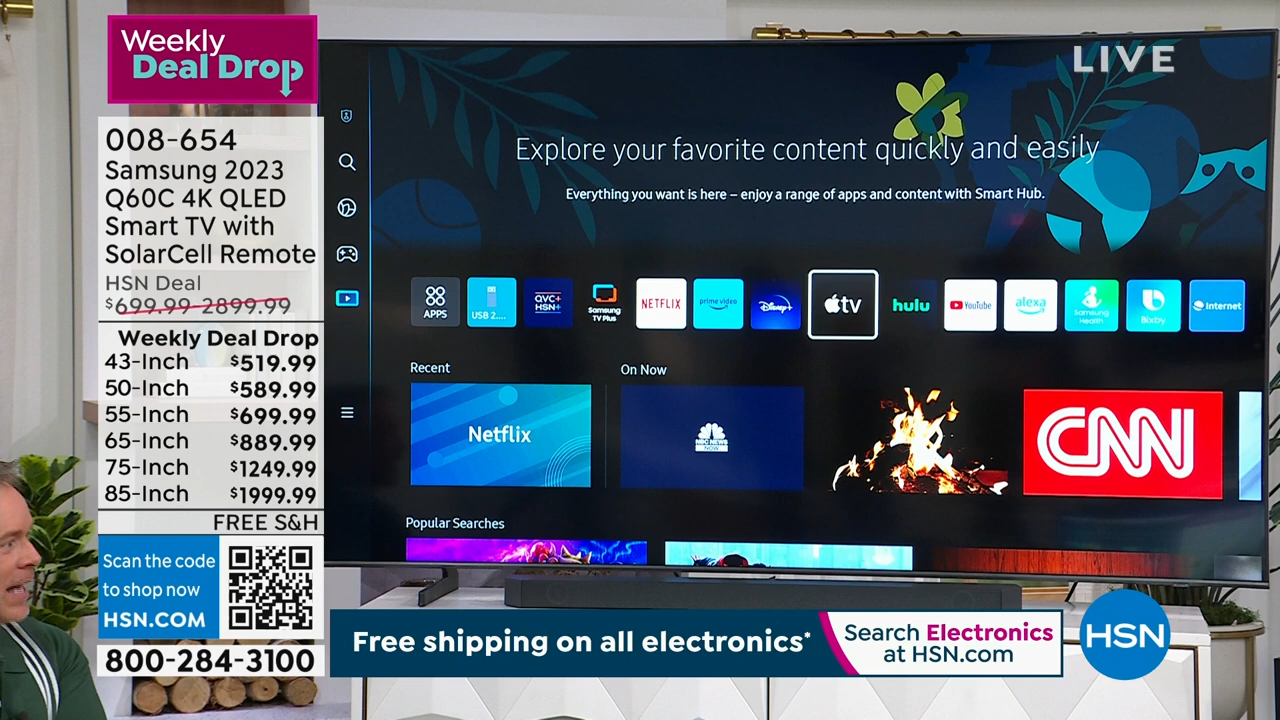 Weekly
Deal Drop
008-654
Samsung 2023
Q60C 4K QLED
Smart TV with
SolarCell Remote
HSN Deal
$699.99-2899.99
Weekly Deal Drop
43-Inch $519.99
50-Inch $589.99
55-Inch $699.99
65-Inch $889.99
75-Inch $1249.99
85-Inch $1999.99
FREE S&H
Scan the code
to shop now
HSN.COM
800-284-3100
LIVE
Explore your favorite content quickly and easily
Everything you want is here – enjoy a range of apps and content with Smart Hub.
APPS
USB 2....
QVC+
HSN+
Samsung
TV Plus
NETFLIX
prime video
Disney+
tv
hulu
YouTube
alexa
Samsung
Health
Bixby
Internet
Recent
On Now
Netflix
NBC NEWS
NOW
CNN
Popular Searches
Free shipping on all electronics*
Search Electronics
at HSN.com
HSN